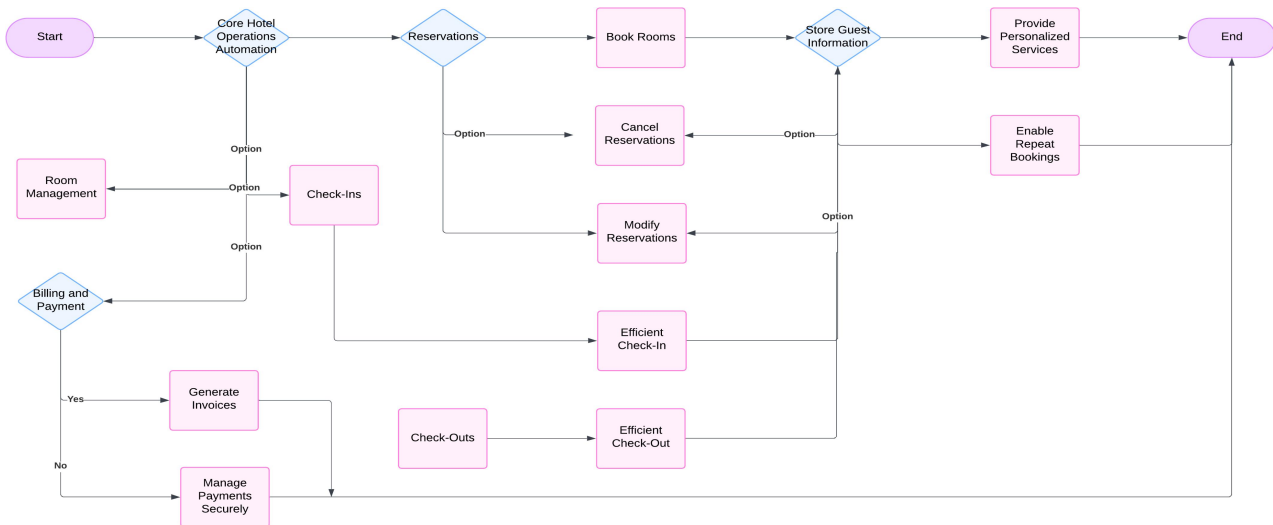 Start
Core Hotel
Operations
Automation
Reservations
Book Rooms
Store Guest
Information
Provide
Personalized
Services
End
Option
Option
Cancel
Reservations
Option
Enable
Repeat
Bookings
Room
Management
Option
Check-Ins
Modify
Reservations
Option
Option
Billing and
Payment
Efficient
Check-In
Yes
Generate
Invoices
Check-Outs
Efficient
Check-Out
No
Manage
Payments
Securely